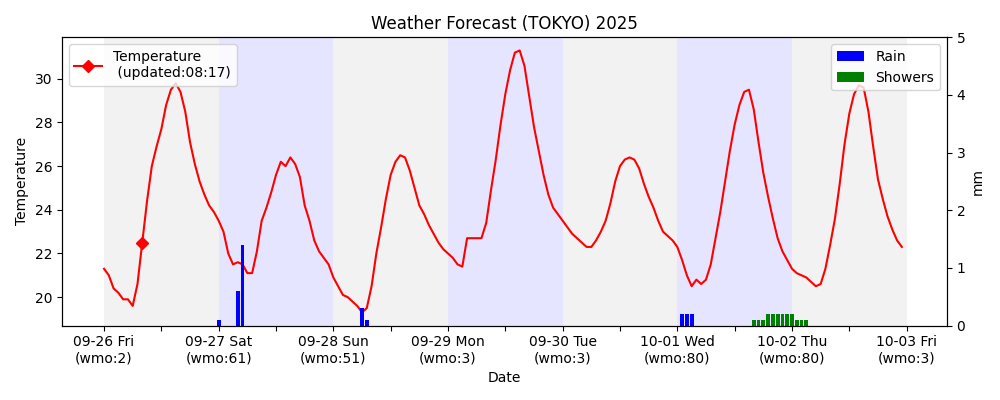 Weather Forecast (TOKYO) 2025
Temperature
(updated:08:17)
Rain
Showers
Temperature
30
28
26
24
22
20
5
4
3
2
1
0
mm
09-26 Fri
(wmo:2)
09-27 Sat
(wmo:61)
09-28 Sun
(wmo:51)
09-29 Mon
(wmo:3)
09-30 Tue
(wmo:3)
10-01 Wed
(wmo:80)
10-02 Thu
(wmo:80)
10-03 Fri
(wmo:3)
Date